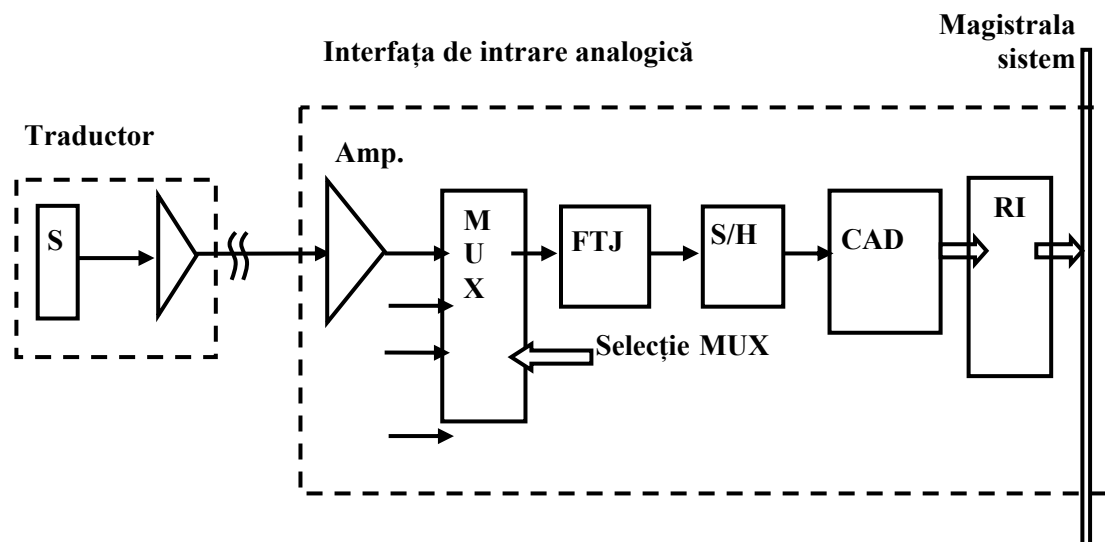 Magistrala
sistem
Interfața de intrare analogică
Traductor
Amp.
S
M
U
X
FTJ
S/H
CAD
RI
Selecție MUX